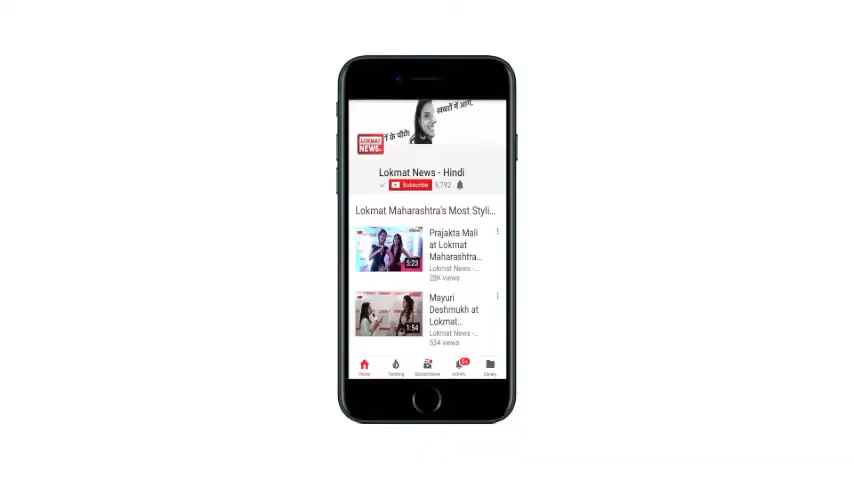 खबरों में आगे,
के पीछे!
LOKMAT
NEWS
Lokmat News - Hindi
Subscribe 9,792
Lokmat Maharashtra's Most Styli...
Prajakta Mali
at Lokmat
Maharashtra...
Lokmat News -...
28K views
5:23
Mayuri
Deshmukh at
Lokmat...
Lokmat News -...
534 views
1:54
Home Trending Subscriptions Activity Library